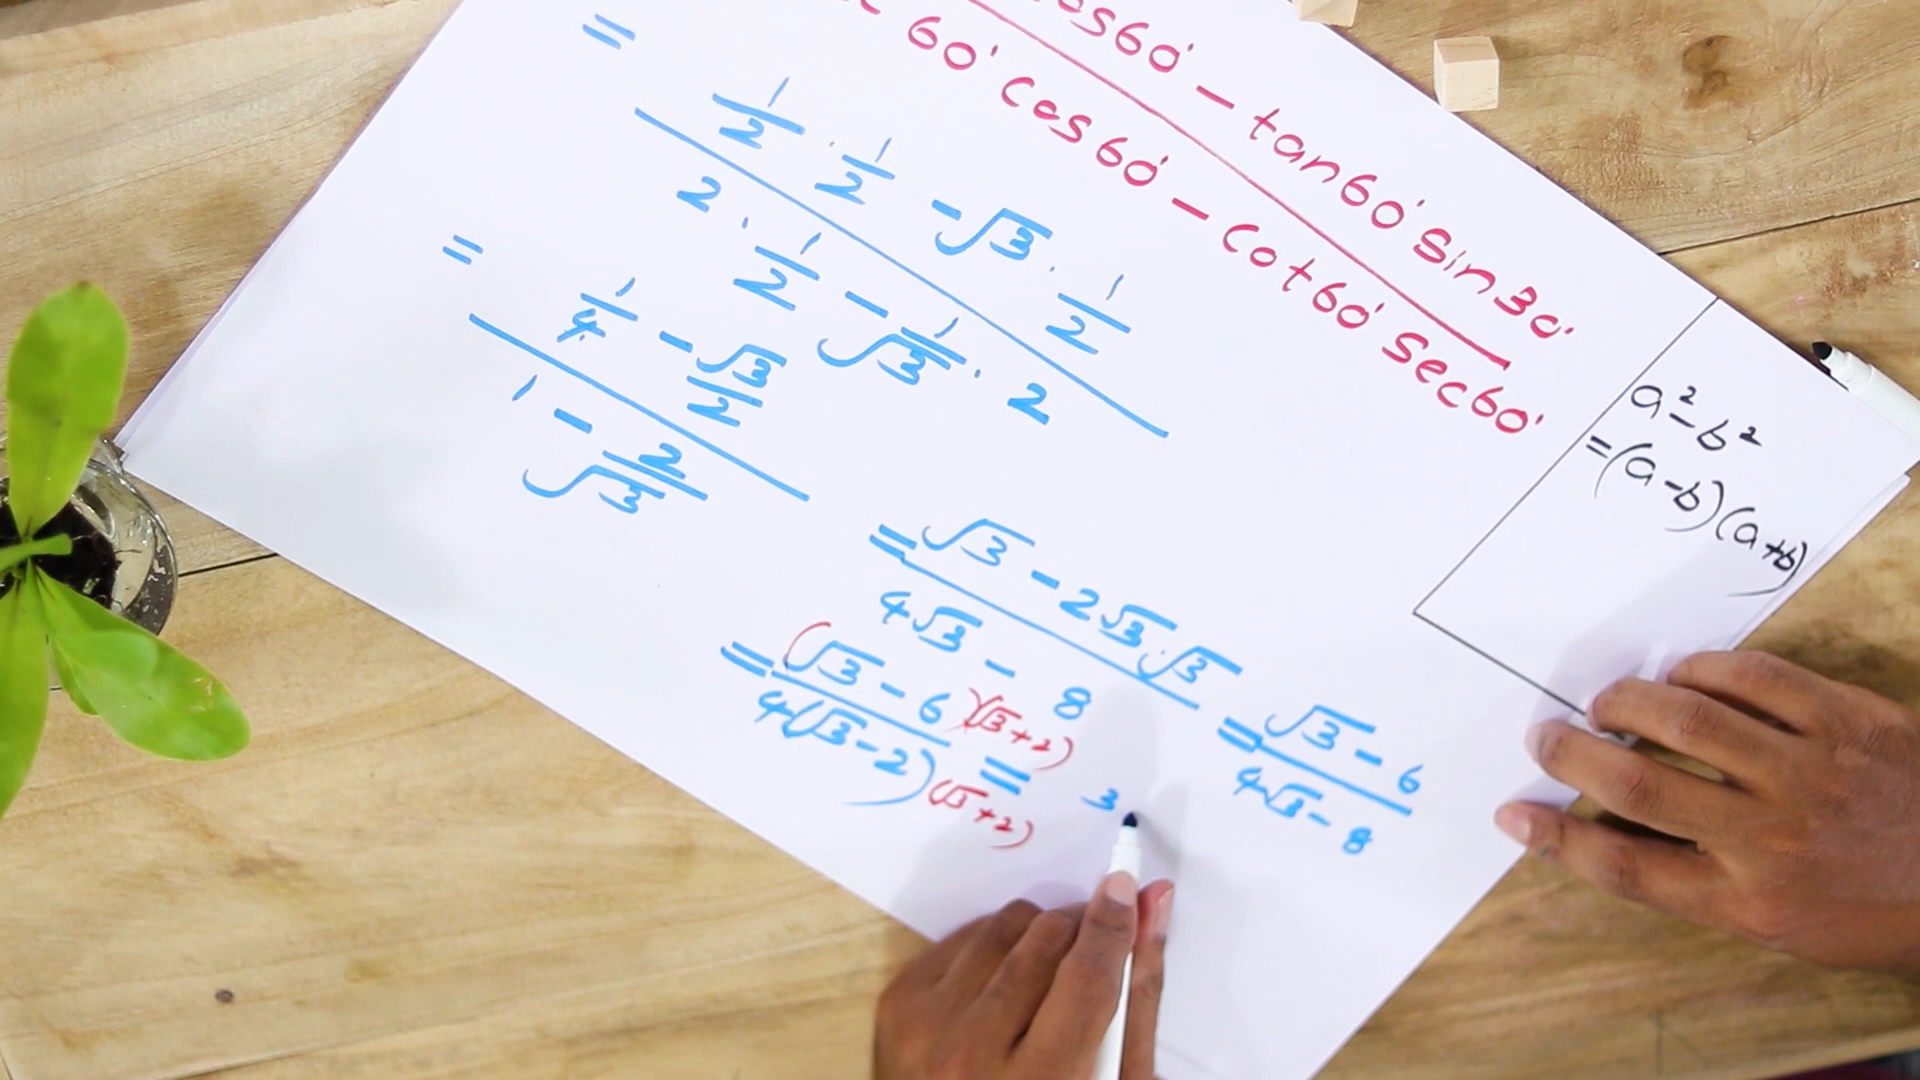 os60° - tan60° sin30°
60° cos60° - cot60° sec60°
=
1/2 · 1/2 - √3 · 1/2
2 · 1/2 - 1/√3 · 2
=
1/4 - √3/2
1 - 2/√3
= √3 - 2√3·√3
4√3 - 8
= √3 - 6
4√3 - 8
= (√3 - 6)(√3+2)
4(√3-2)(√3+2)
= 3
a²-b²
=(a-b)(a+b)